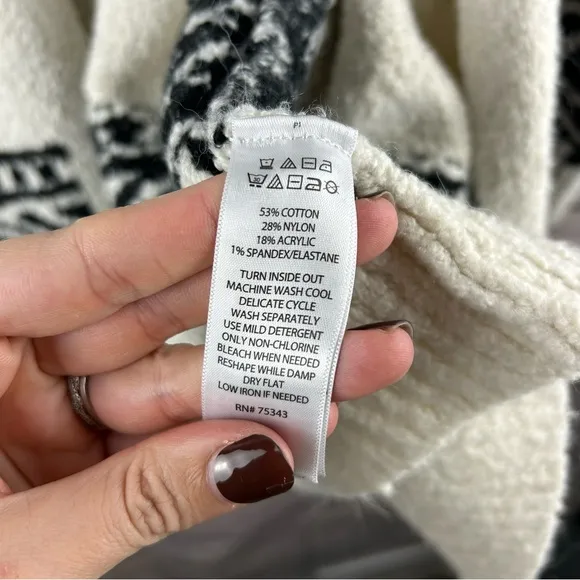 53% COTTON
28% NYLON
18% ACRYLIC
1% SPANDEX/ELASTANE
TURN INSIDE OUT
MACHINE WASH COOL
DELICATE CYCLE
WASH SEPARATELY
USE MILD DETERGENT
ONLY NON-CHLORINE
BLEACH WHEN NEEDED
RESHAPE WHILE DAMP
DRY FLAT
LOW IRON IF NEEDED
RN# 75343